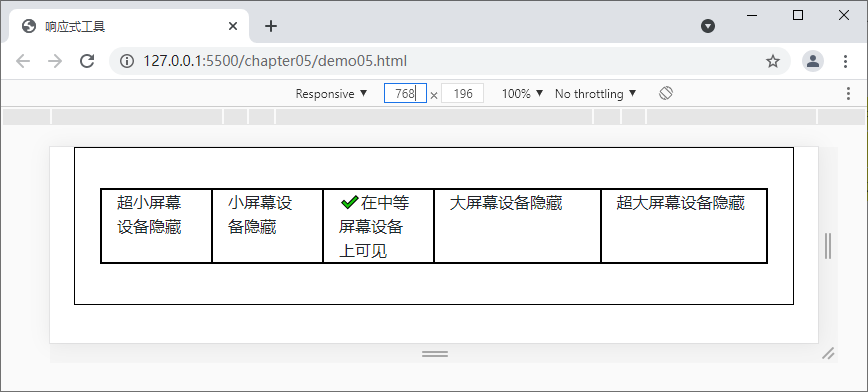 响应式工具
127.0.0.1:5500/chapter05/demo05.html
Responsive ▼ 768 × 196 100% ▼ No throttling ▼
超小屏幕
设备隐藏
小屏幕设
备隐藏
✔在中等
屏幕设备
上可见
大屏幕设备隐藏
超大屏幕设备隐藏